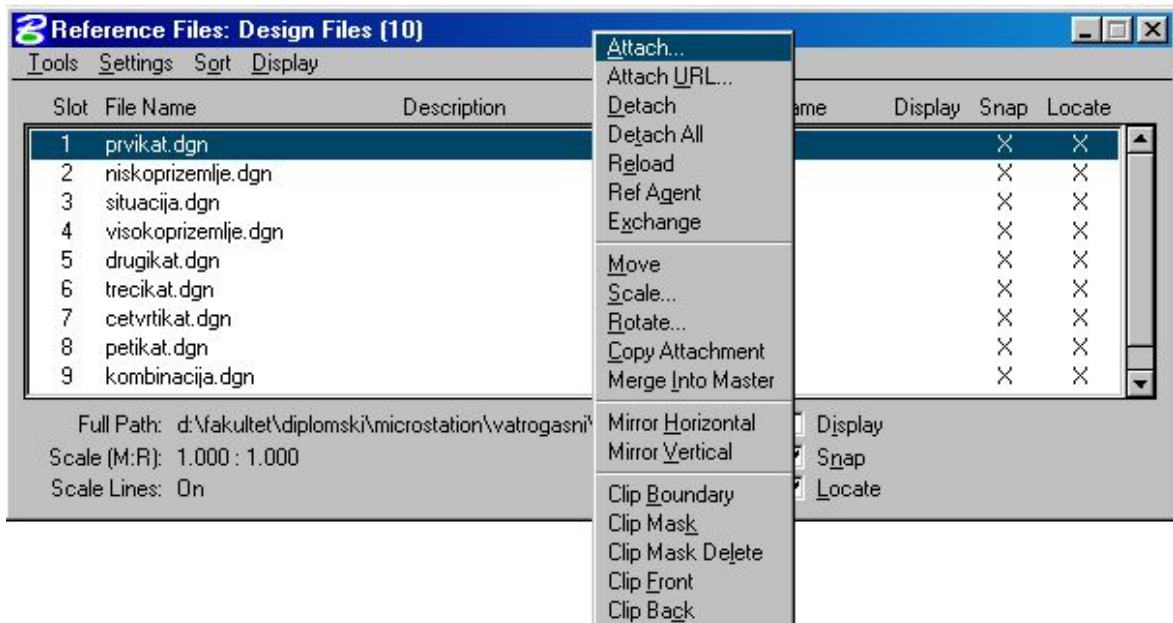 Reference Files: Design Files (10)
Tools Settings Sort Display
Slot File Name Description Display Snap Locate
1 prvikat.dgn X X
2 niskoprizemlje.dgn X X
3 situacija.dgn X X
4 visokoprizemlje.dgn X X
5 drugikat.dgn X X
6 trecikat.dgn X X
7 cetvrtikat.dgn X X
8 petikat.dgn X X
9 kombinacija.dgn X X
Full Path: d:\fakultet\diplomski\microstation\vatrogasni\
Scale (M:R): 1.000 : 1.000
Scale Lines: On
Display
Snap
Locate
Attach...
Attach URL...
Detach
Detach All
Reload
Ref Agent
Exchange
Move
Scale...
Rotate...
Copy Attachment
Merge Into Master
Mirror Horizontal
Mirror Vertical
Clip Boundary
Clip Mask
Clip Mask Delete
Clip Front
Clip Back